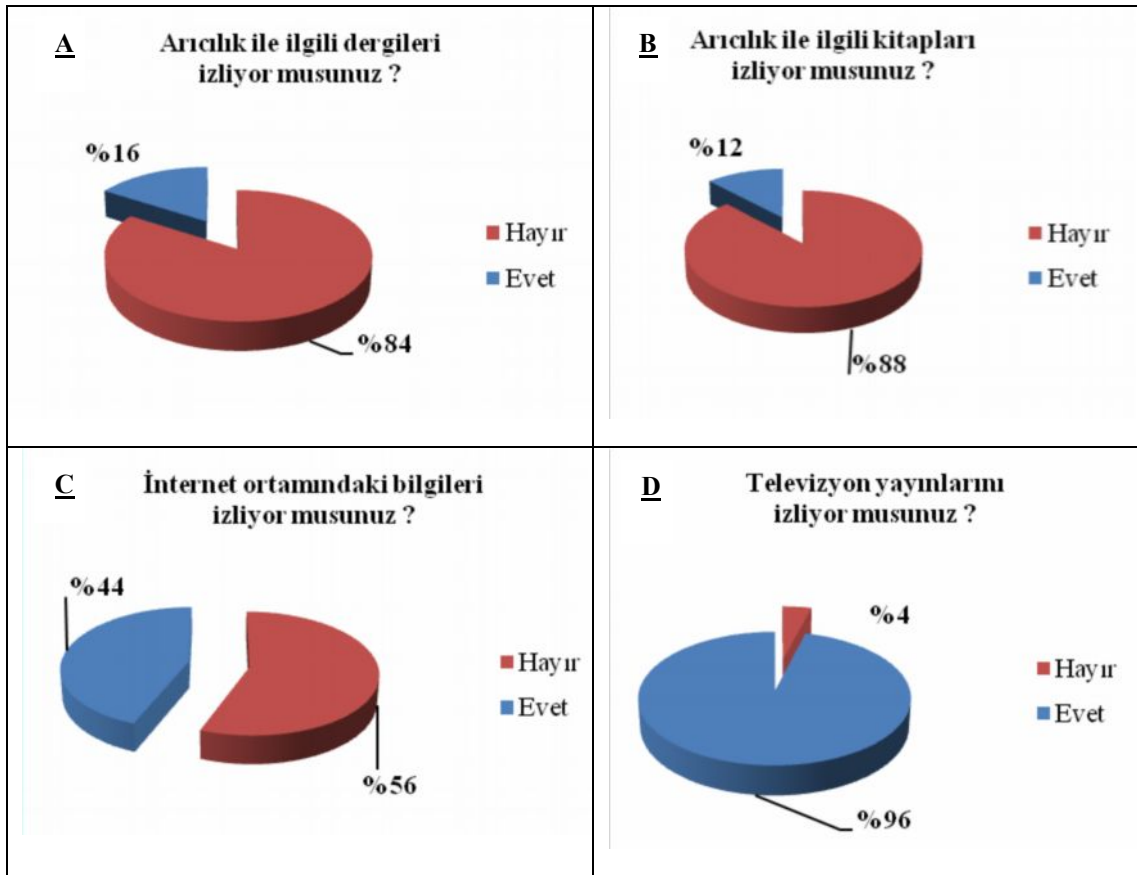 A
Arıcılık ile ilgili dergileri
izliyor musunuz ?
%16
Hayır
Evet
%84
B
Arıcılık ile ilgili kitapları
izliyor musunuz ?
%12
Hayır
Evet
%88
C
İnternet ortamındaki bilgileri
izliyor musunuz ?
%44
Hayır
Evet
%56
D
Televizyon yayınlarını
izliyor musunuz ?
%4
Hayır
Evet
%96